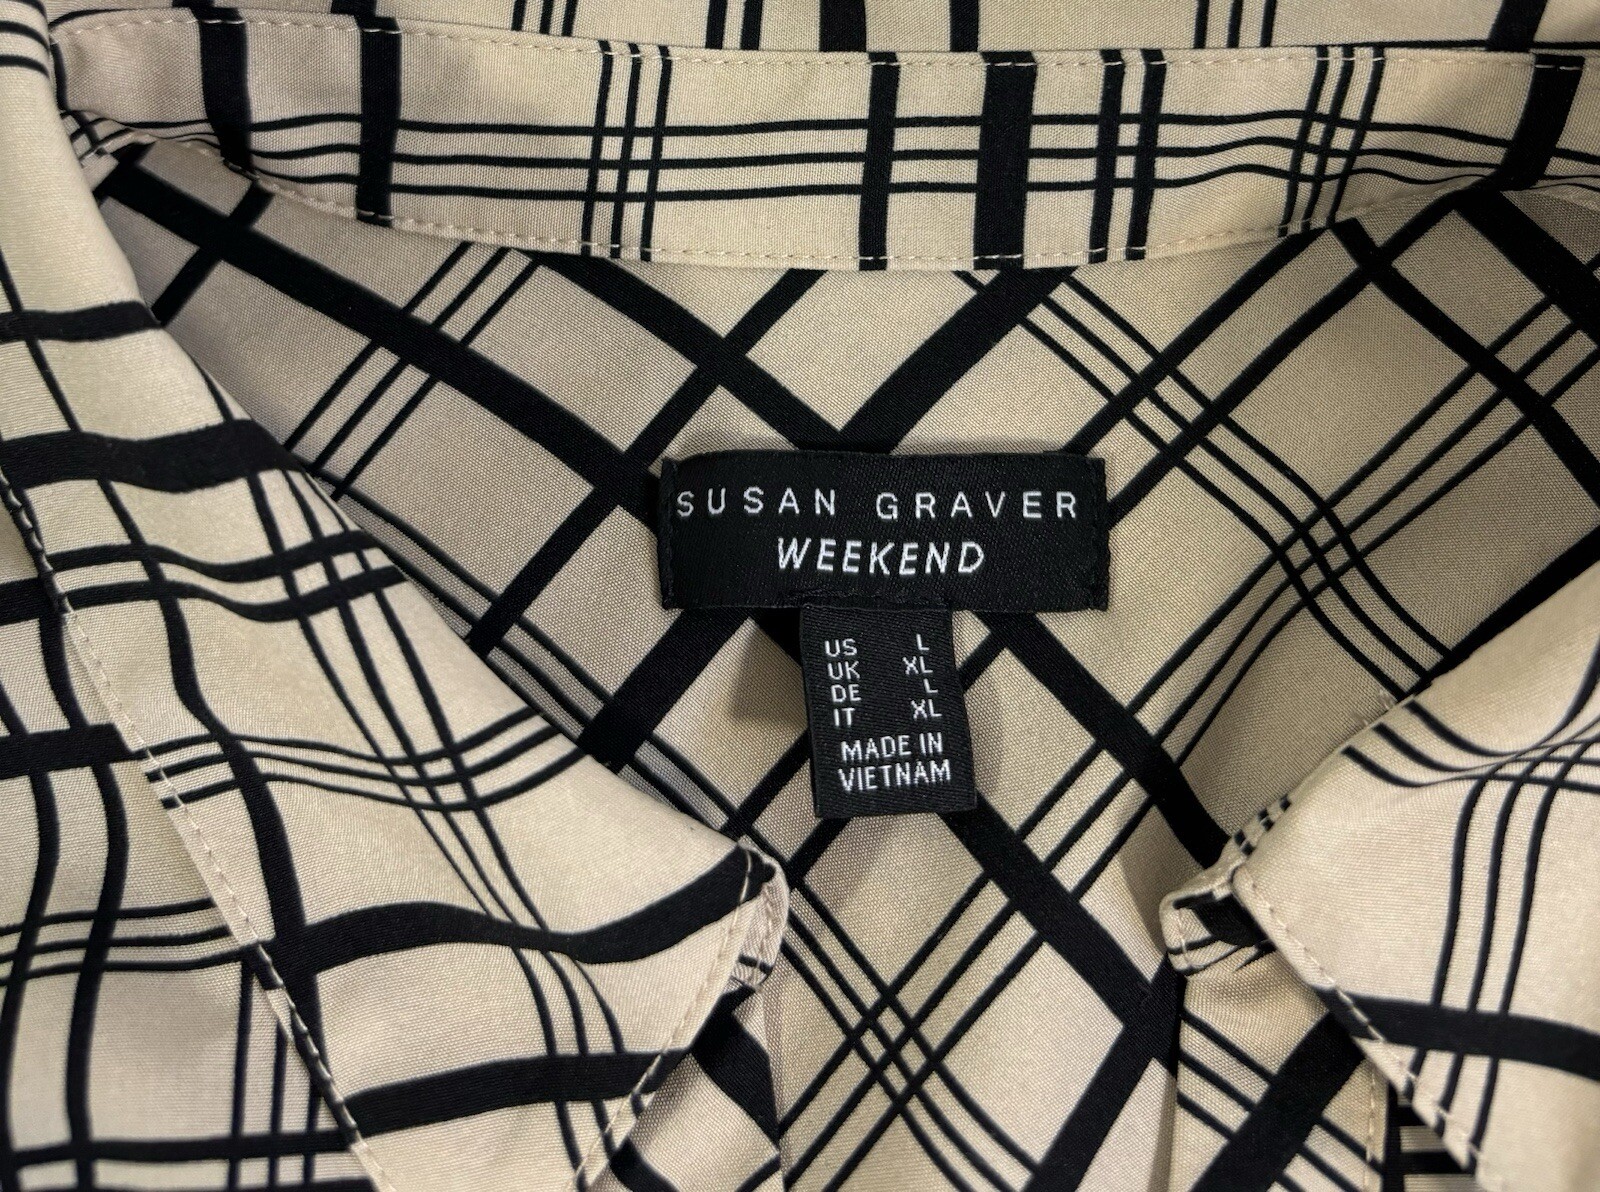 SUSAN GRAVER
WEEKEND
US L
UK XL
DE L
IT XL
MADE IN
VIETNAM